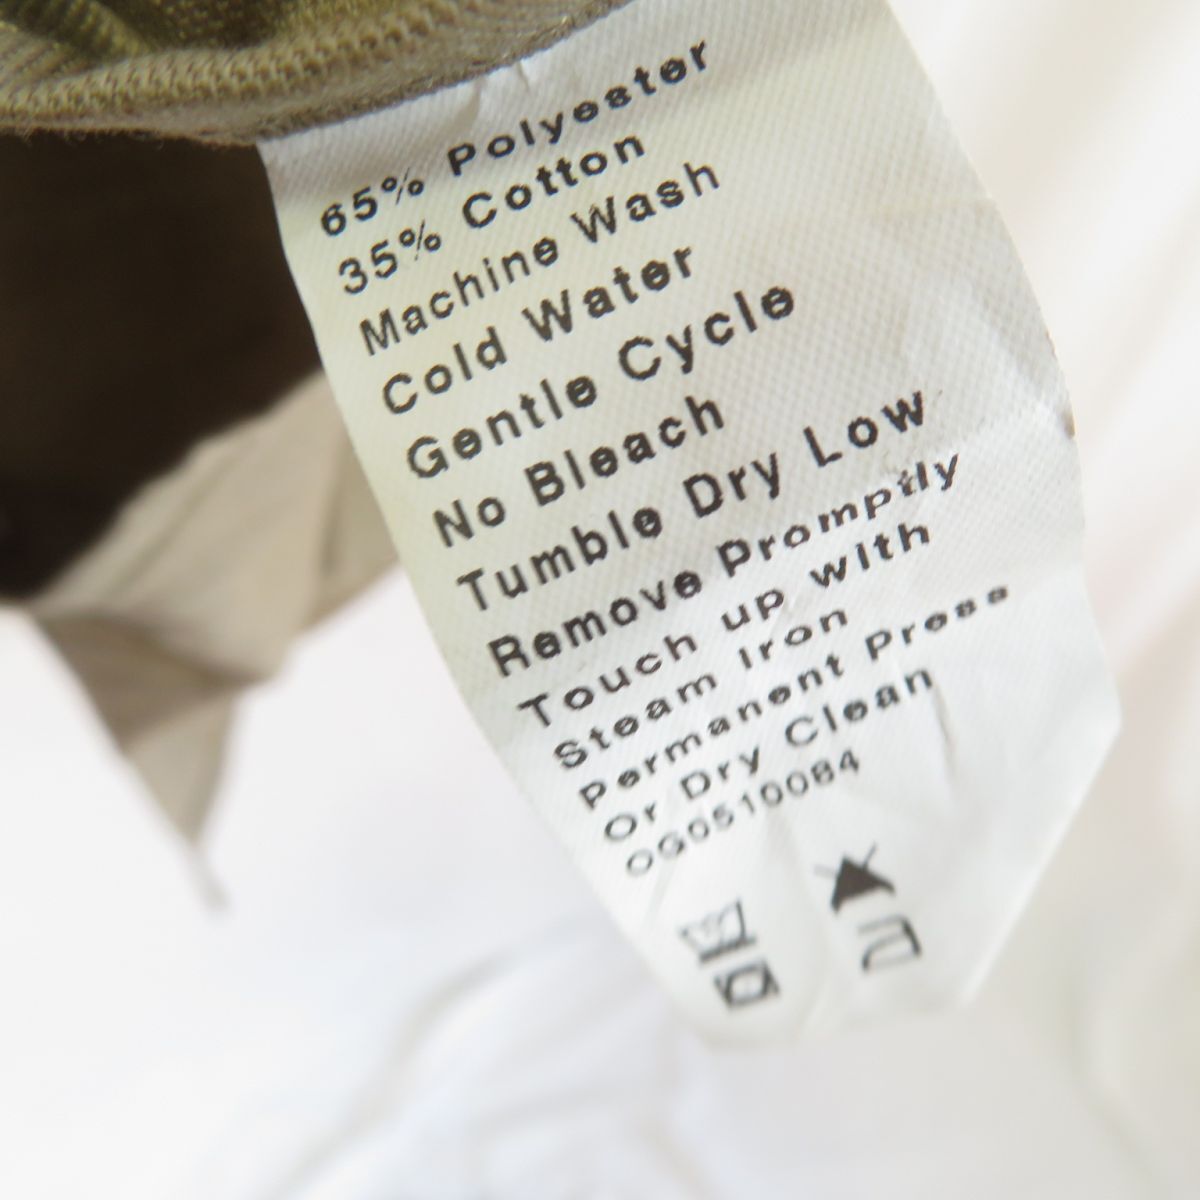 65% Polyester
35% Cotton
Machine Wash
Cold Water
Gentle Cycle
No Bleach
Tumble Dry Low
Remove Promptly
Touch up with
Steam Iron
Permanent Press
Or Dry Clean
OG0510084